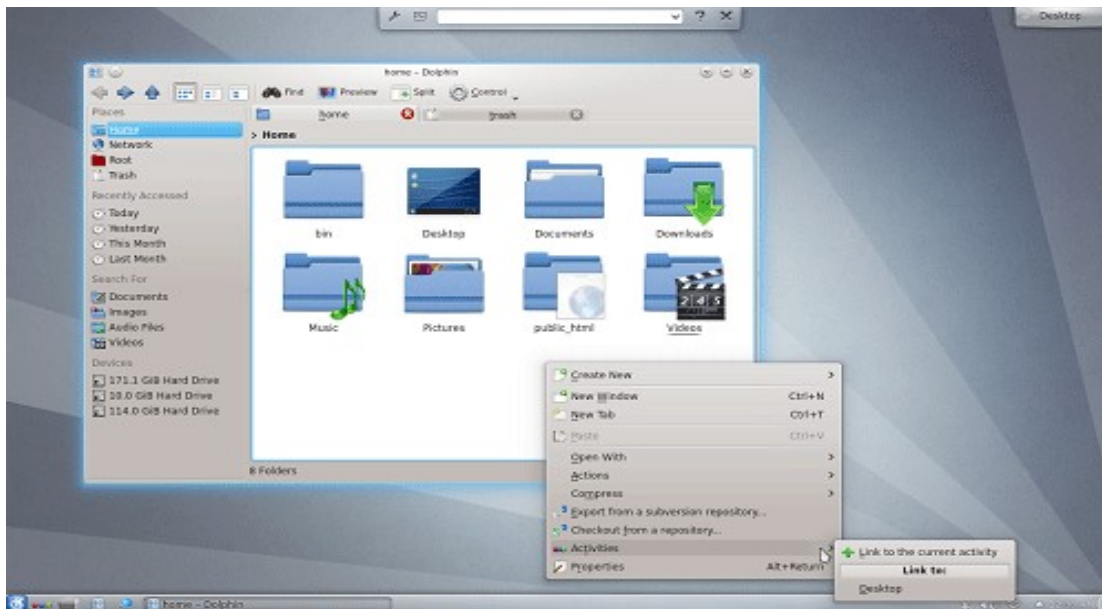 Desktop
home – Dolphin
Find Preview Split Control
Places
home
trash
Home
> Home
Network
Root
Trash
Recently Accessed
Today
Yesterday
This Month
Last Month
Search For
Documents
Images
Audio Files
Videos
Devices
171.1 GiB Hard Drive
10.0 GiB Hard Drive
114.0 GiB Hard Drive
bin
Desktop
Documents
Downloads
Music
Pictures
public_html
Videos
8 Folders
Create New
New Window Ctrl+N
New Tab Ctrl+T
Paste Ctrl+V
Open With
Actions
Compress
Export from a subversion repository...
Checkout from a repository...
Activities
Properties Alt+Return
Link to the current activity
Link to:
Desktop
home – Dolphin